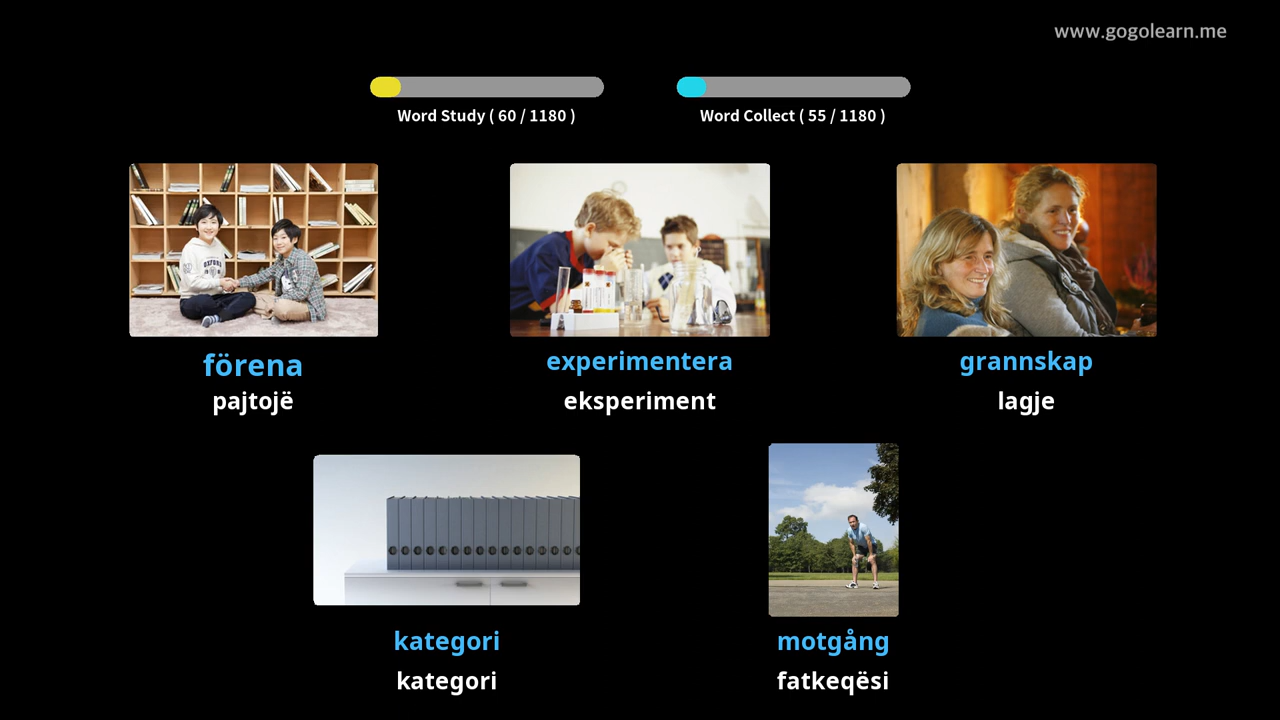 www.gogolearn.me
Word Study ( 60 / 1180 )
Word Collect ( 55 / 1180 )
förena
pajtojë
experimentera
eksperiment
grannskap
lagje
kategori
kategori
motgång
fatkeqësi